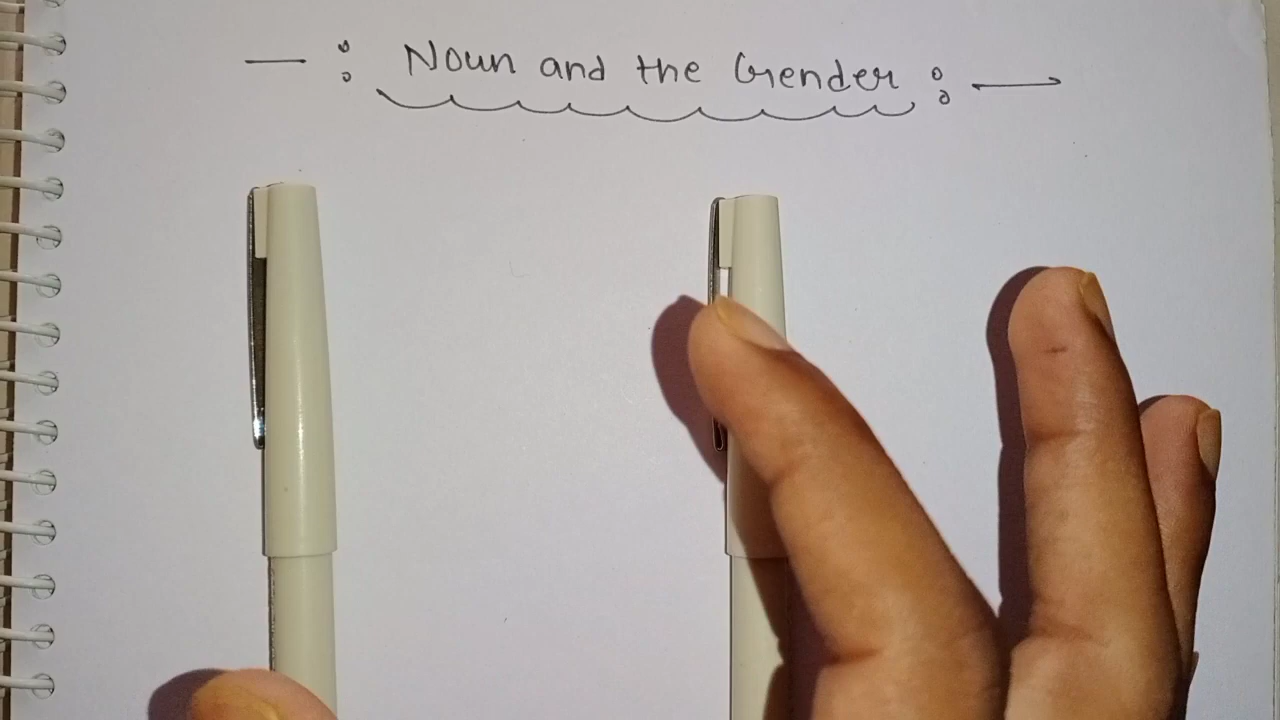 — : Noun and the Gender : —